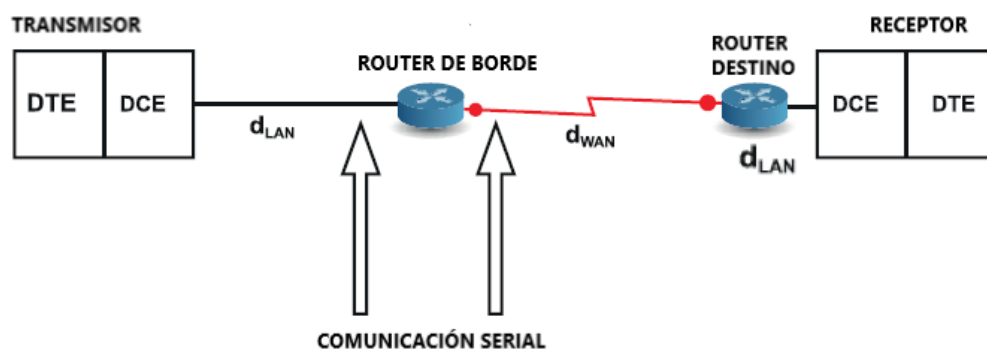 TRANSMISOR
RECEPTOR
ROUTER DE BORDE
ROUTER
DESTINO
DTE
DCE
DCE
DTE
dLAN
dWAN
dLAN
COMUNICACIÓN SERIAL